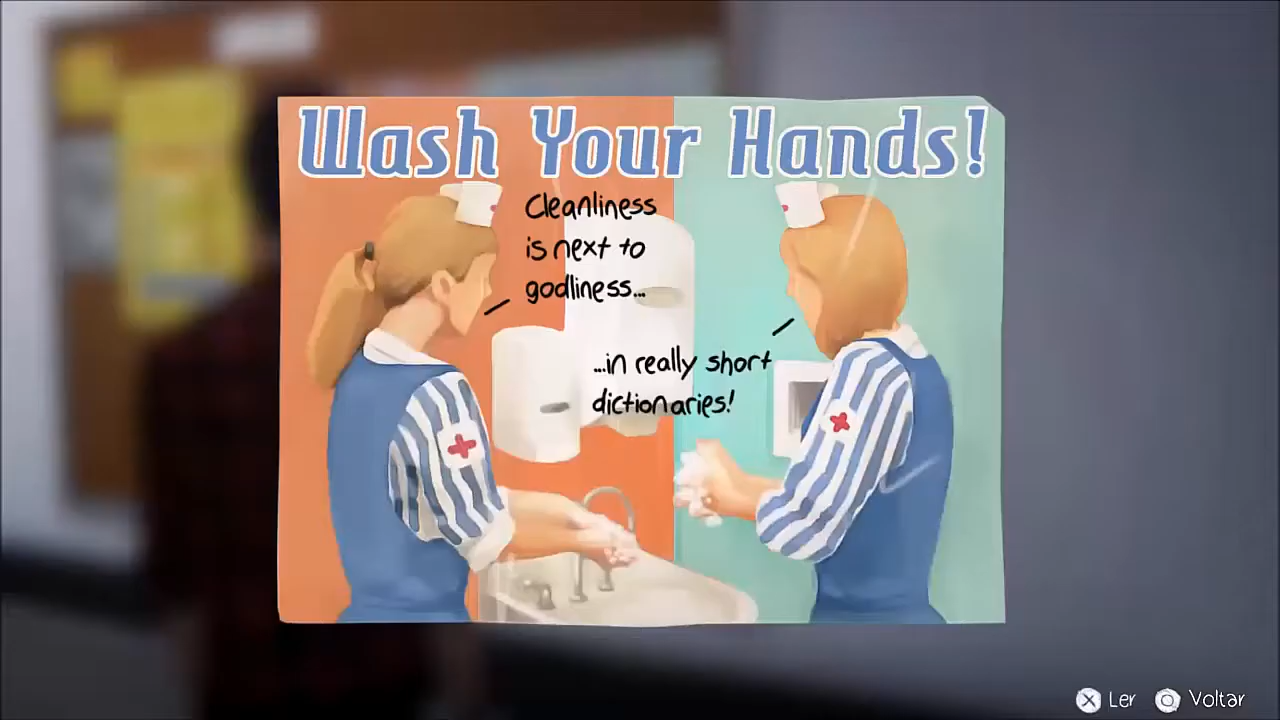 Wash Your Hands!
Cleanliness
is next to
godliness...
...in really short
dictionaries!
Ler
Voltar